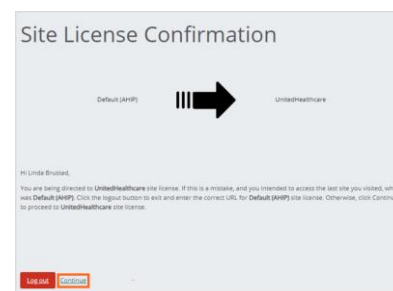 Site License Confirmation
Default (AHIP) UnitedHealthcare
Hi Linda Brusted,
You are being directed to UnitedHealthcare site license. If this is a mistake, and you intended to access the last site you visited, wh
was Default (AHIP). Click the logout button to exit and enter the correct URL for Default (AHIP) site license. Otherwise, click Continu
to proceed to UnitedHealthcare site license.
Log out Continue